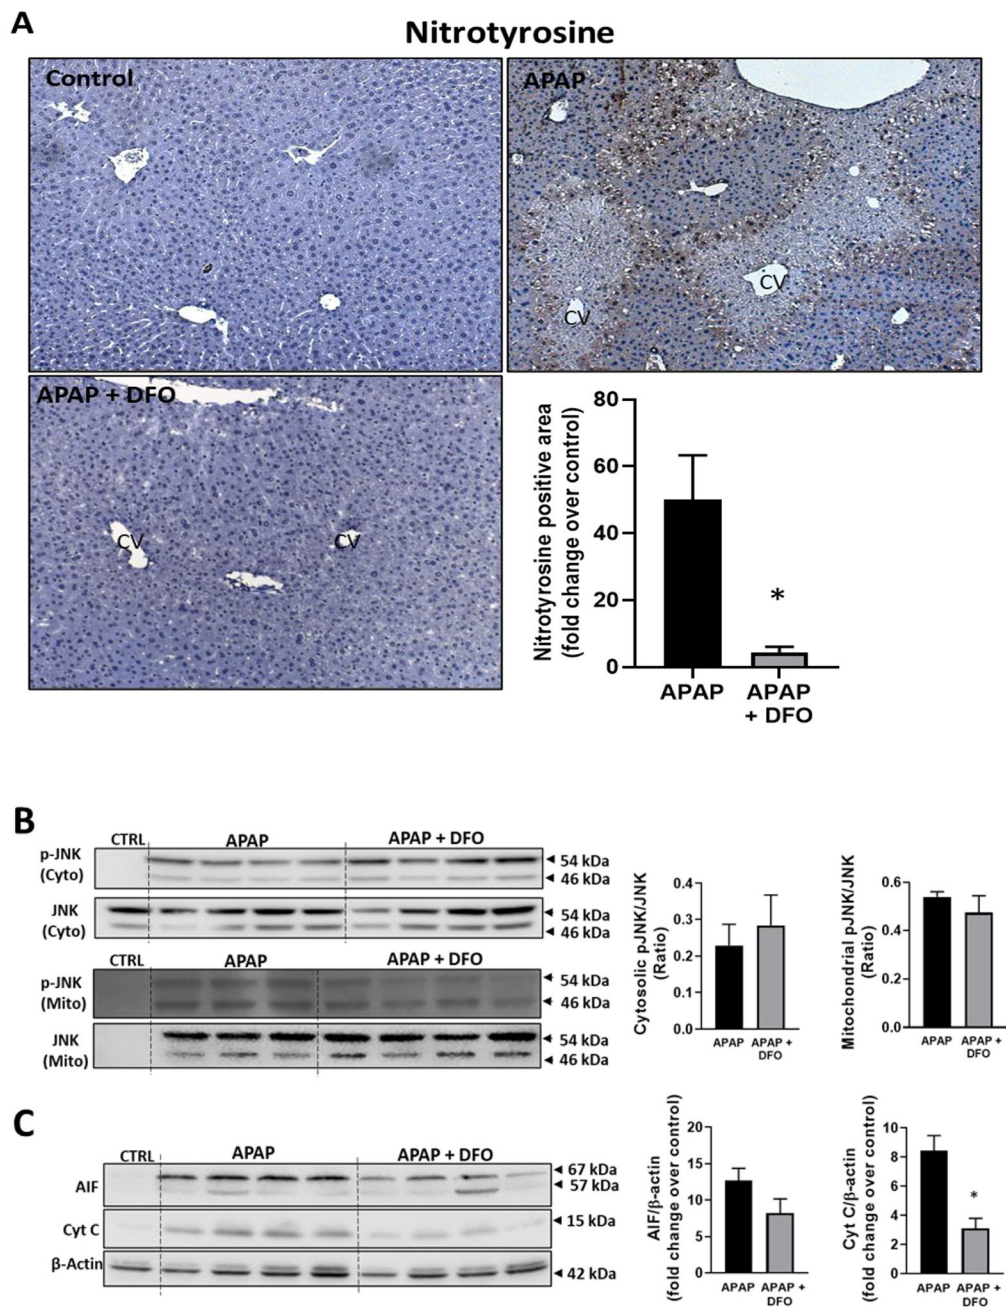 A
Nitrotyrosine
Control
APAP
CV
CV
APAP + DFO
CV
CV
Nitrotyrosine positive area
(fold change over control)
80
60
40
20
0
*
APAP
APAP
+ DFO
B
CTRL APAP APAP + DFO
p-JNK
(Cyto)
54 kDa
46 kDa
JNK
(Cyto)
54 kDa
46 kDa
CTRL APAP APAP + DFO
p-JNK
(Mito)
54 kDa
46 kDa
JNK
(Mito)
54 kDa
46 kDa
Cytosolic pJNK/JNK
(Ratio)
0.4
0.3
0.2
0.1
0.0
APAP APAP +
DFO
Mitochondrial pJNK/JNK
(Ratio)
0.6
0.4
0.2
0.0
APAP APAP +
DFO
C
CTRL APAP APAP + DFO
AIF
67 kDa
57 kDa
Cyt C
15 kDa
β-Actin
42 kDa
AIF/β-actin
(fold change over control)
20
15
10
5
0
APAP APAP +
DFO
Cyt C/β-actin
(fold change over control)
10
8
6
4
2
0
*
APAP APAP +
DFO